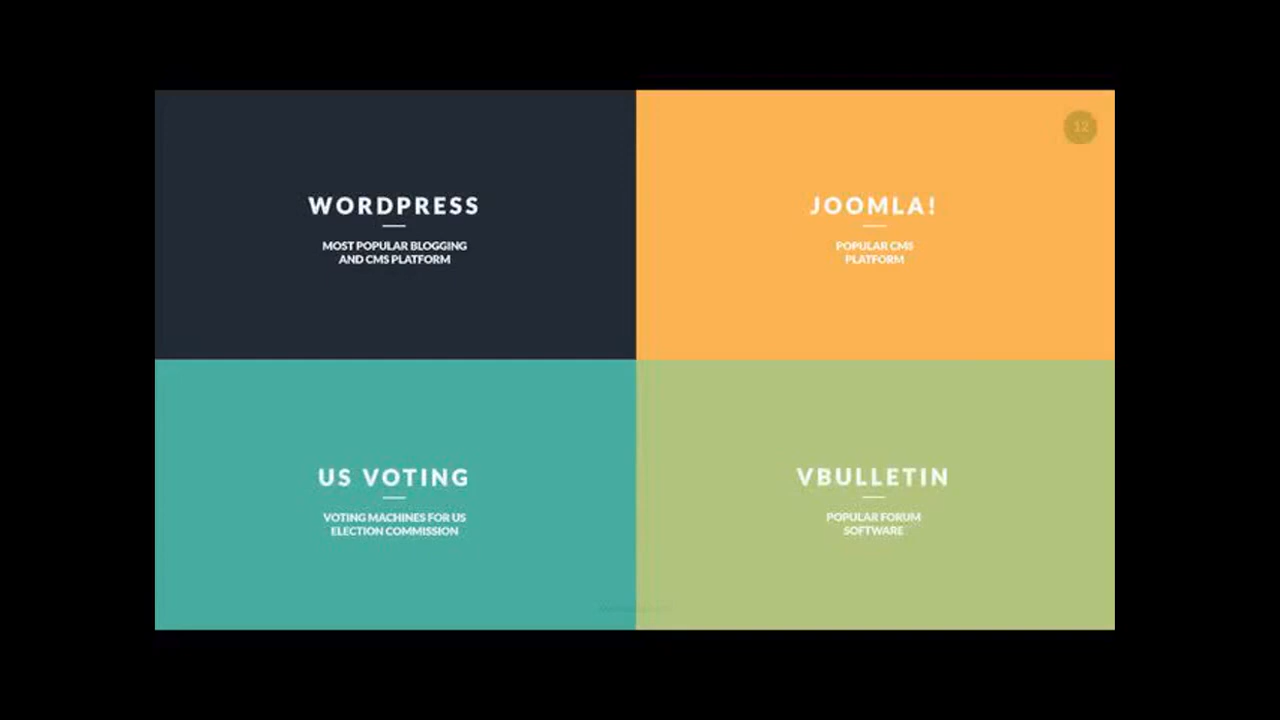 WORDPRESS
MOST POPULAR BLOGGING
AND CMS PLATFORM
JOOMLA!
POPULAR CMS
PLATFORM
12
US VOTING
VOTING MACHINES FOR US
ELECTION COMMISSION
VBULLETIN
POPULAR FORUM
SOFTWARE